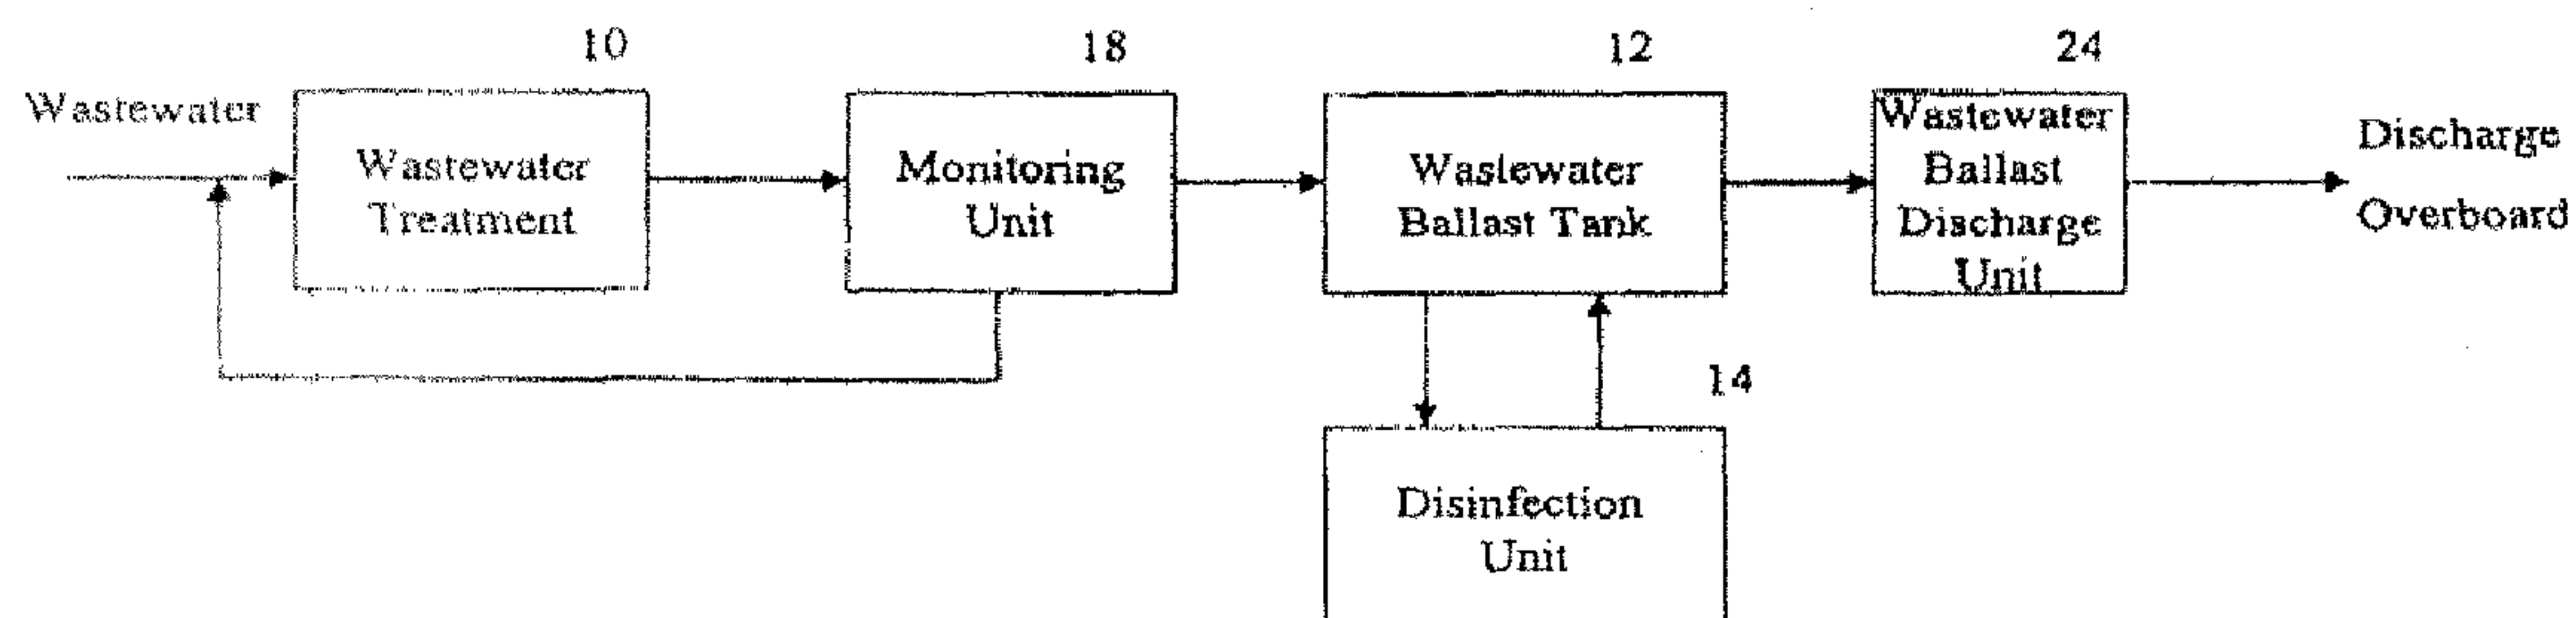 10
18
12
24
Wastewater
Wastewater
Treatment
Monitoring
Unit
Wastewater
Ballast Tank
Wastewater
Ballast
Discharge
Unit
Discharge
Overboard
14
Disinfection
Unit